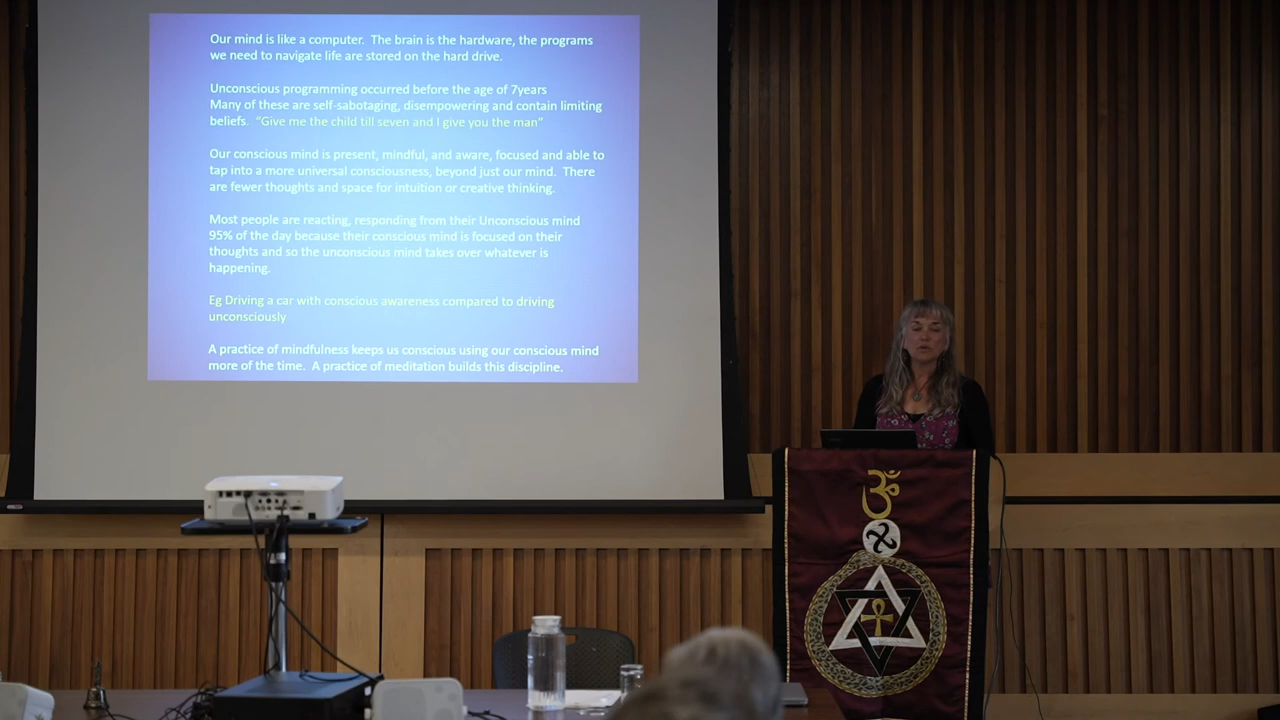 Our mind is like a computer.  The brain is the hardware, the programs
we need to navigate life are stored on the hard drive.
Unconscious programming occurred before the age of 7years
Many of these are self-sabotaging, disempowering and contain limiting
beliefs.  “Give me the child till seven and I give you the man”
Our conscious mind is present, mindful, and aware, focused and able to
tap into a more universal consciousness, beyond just our mind.  There
are fewer thoughts and space for intuition or creative thinking.
Most people are reacting, responding from their Unconscious mind
95% of the day because their conscious mind is focused on their
thoughts and so the unconscious mind takes over whatever is
happening.
Eg Driving a car with conscious awareness compared to driving
unconsciously
A practice of mindfulness keeps us conscious using our conscious mind
more of the time.  A practice of meditation builds this discipline.
ॐ